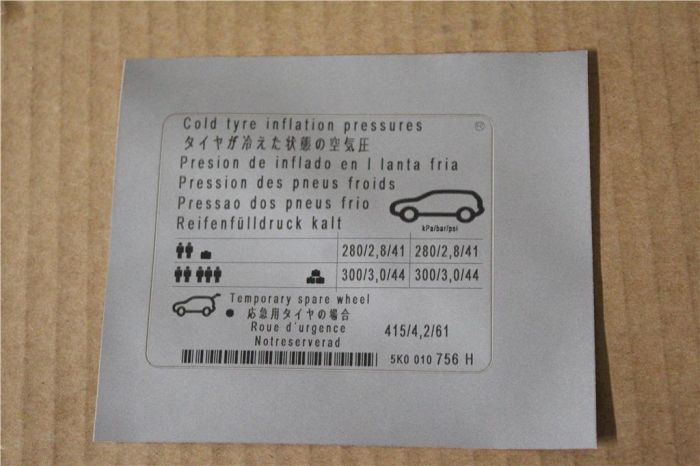 Cold tyre inflation pressures
®
タイヤが冷えた状態の空気圧
Presion de inflado en l lanta fria
Pression des pneus froids
Pressao dos pneus frio
Reifenfülldruck kalt
kPa/bar/psi
280/2,8/41 280/2,8/41
300/3,0/44 300/3,0/44
Temporary spare wheel
応急用タイヤの場合
Roue d'urgence
Notreserverad
415/4,2/61
5K0 010 756 H